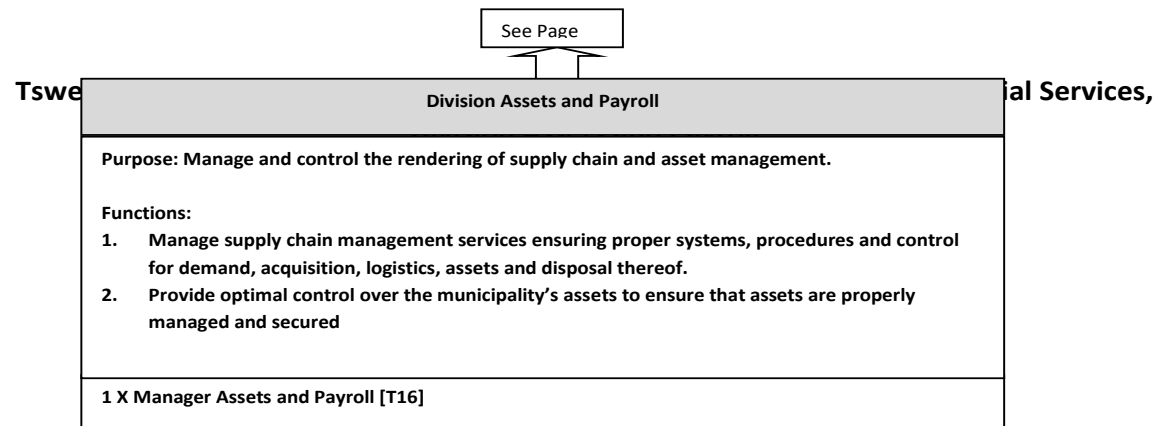 See Page
Tswe
ial Services,
Division Assets and Payroll
Purpose: Manage and control the rendering of supply chain and asset management.
Functions:
1. Manage supply chain management services ensuring proper systems, procedures and control
for demand, acquisition, logistics, assets and disposal thereof.
2. Provide optimal control over the municipality’s assets to ensure that assets are properly
managed and secured
1 X Manager Assets and Payroll [T16]